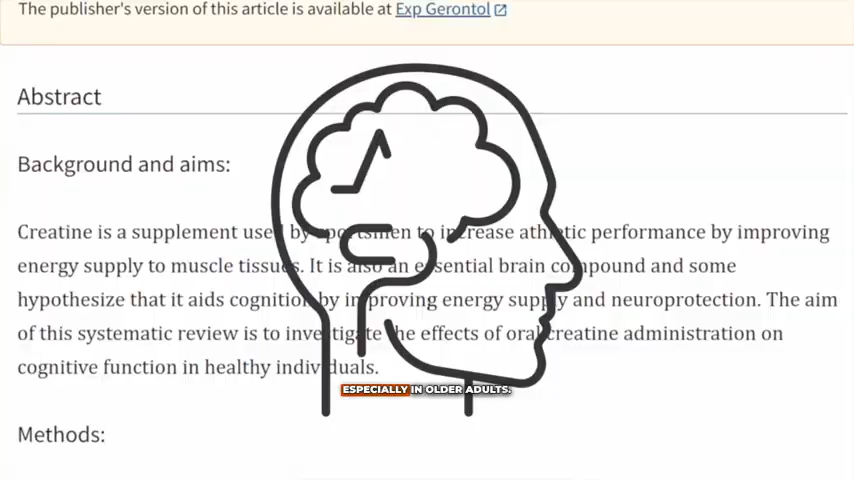 The publisher's version of this article is available at Exp Gerontol
Abstract
Background and aims:
Creatine is a supplement used by sportsmen to increase athletic performance by improving
energy supply to muscle tissues. It is also an essential brain compound and some
hypothesize that it aids cognition by improving energy supply and neuroprotection. The aim
of this systematic review is to investigate the effects of oral creatine administration on
cognitive function in healthy individuals.
ESPECIALLY IN OLDER ADULTS.
Methods: